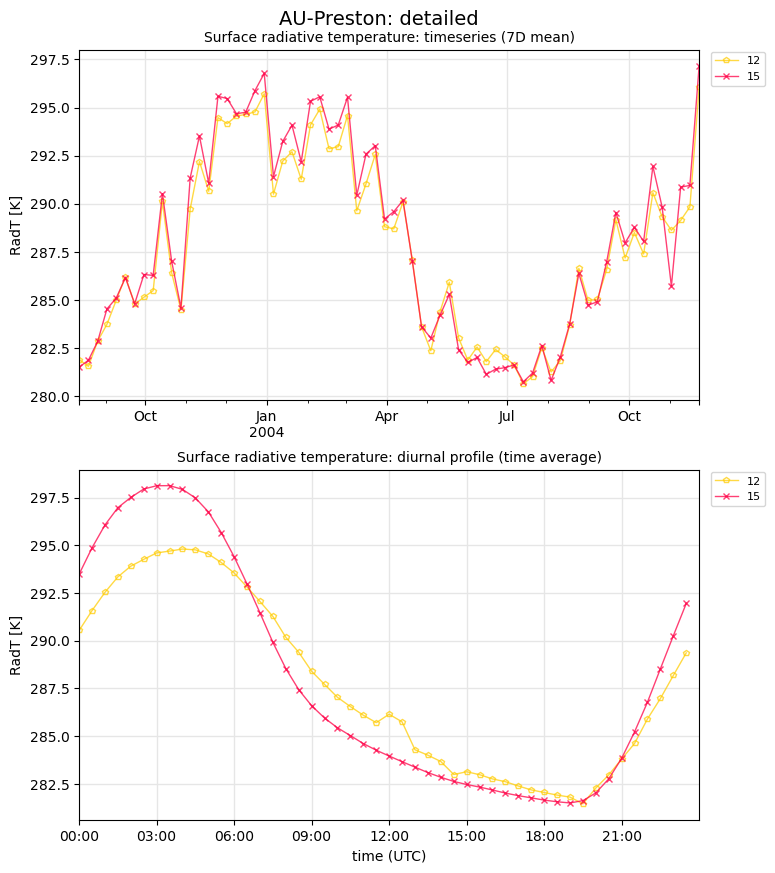 AU-Preston: detailed
Surface radiative temperature: timeseries (7D mean)
297.5
295.0
292.5
290.0
287.5
285.0
282.5
280.0
RadT [K]
Oct
Jan
2004
Apr
Jul
Oct
12
15
Surface radiative temperature: diurnal profile (time average)
297.5
295.0
292.5
290.0
287.5
285.0
282.5
RadT [K]
00:00
03:00
06:00
09:00
12:00
15:00
18:00
21:00
time (UTC)
12
15